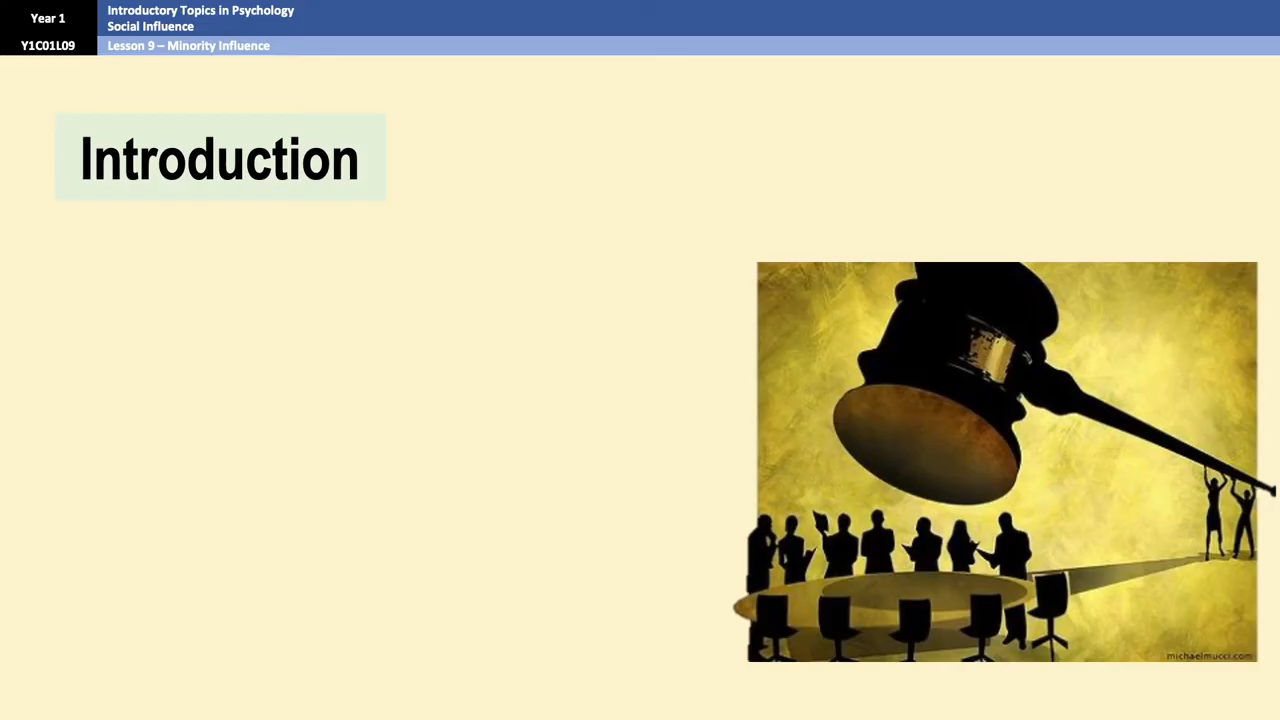 Year 1
Introductory Topics in Psychology
Social Influence
Y1C01L09
Lesson 9 – Minority Influence
Introduction
michaelmucci.com